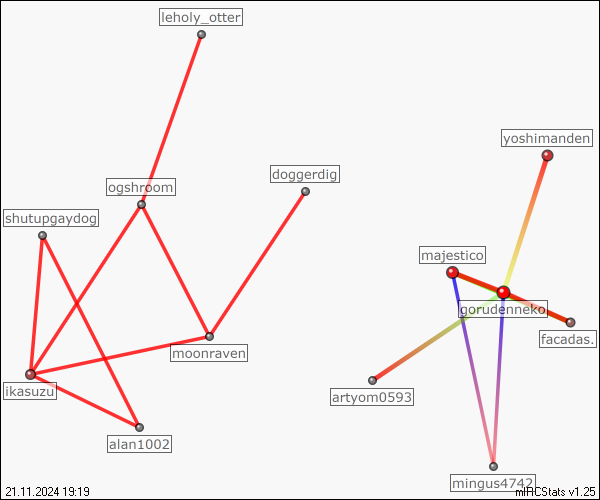 leholy_otter
yoshimanden
doggerdig
ogshroom
shutupgaydog
majestico
gorudenneko
facadas.
moonraven
ikasuzu
artyom0593
alan1002
mingus4742
21.11.2024 19:19
mIRCStats v1.25